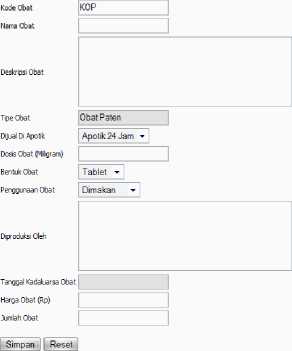 Kode Obat KOP
Nama Obat
Deskripsi Obat
Tipe Obat Obat Paten
Dijual Di Apotik Apotik 24 Jam
Dosis Obat (Miligram)
Bentuk Obat Tablet
Penggunaan Obat Dimakan
Diproduksi Oleh
Tanggal Kadaluarsa Obat
Harga Obat (Rp)
Jumlah Obat
Simpan Reset